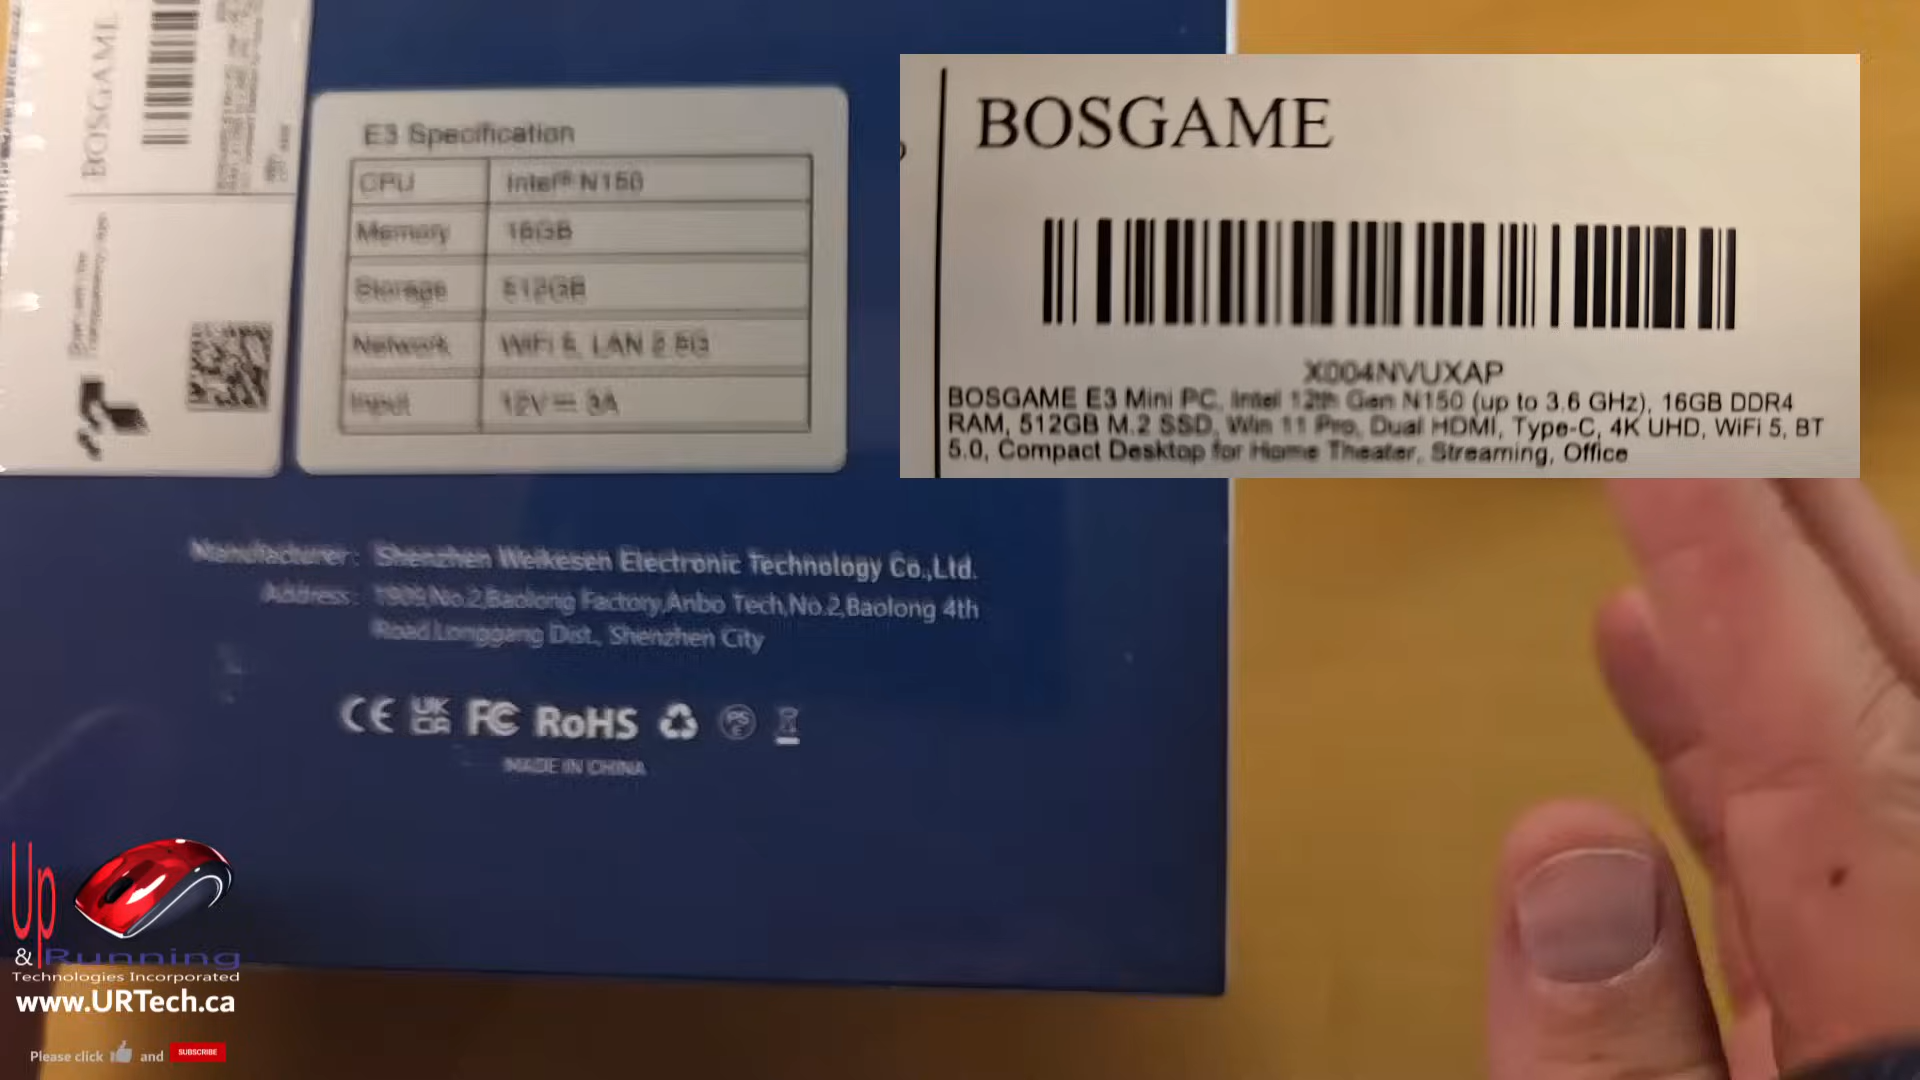 BOSGAME
E3 Specification
CPU Intel® N150
Memory 16GB
Storage 512GB
Network WiFi 5, LAN 2.5G
Input 12V⎓3A
Manufacturer: Shenzhen Weikesen Electronic Technology Co.,Ltd.
Address: 1909,No.2,Baolong Factory,Anbo Tech,No.2,Baolong 4th
Road,Longgang Dist., Shenzhen City
CE UK CA FC RoHS PS E
MADE IN CHINA
BOSGAME
X004NVUXAP
BOSGAME E3 Mini PC, Intel 12th Gen N150 (up to 3.6 GHz), 16GB DDR4
RAM, 512GB M.2 SSD, Win 11 Pro, Dual HDMI, Type-C, 4K UHD, WiFi 5, BT
5.0, Compact Desktop for Home Theater, Streaming, Office
Up
& Running
Technologies Incorporated
www.URTech.ca
Please click and SUBSCRIBE